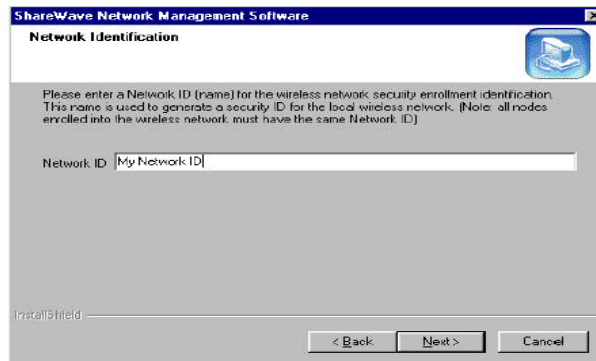 ShareWave Network Management Software
Network Identification
Please enter a Network ID (name) for the wireless network security enrollment identification.
This name is used to generate a security ID for the local wireless network. (Note: all nodes
enrolled into the wireless network must have the same Network ID)
Network ID My Network ID
InstallShield
< Back Next > Cancel